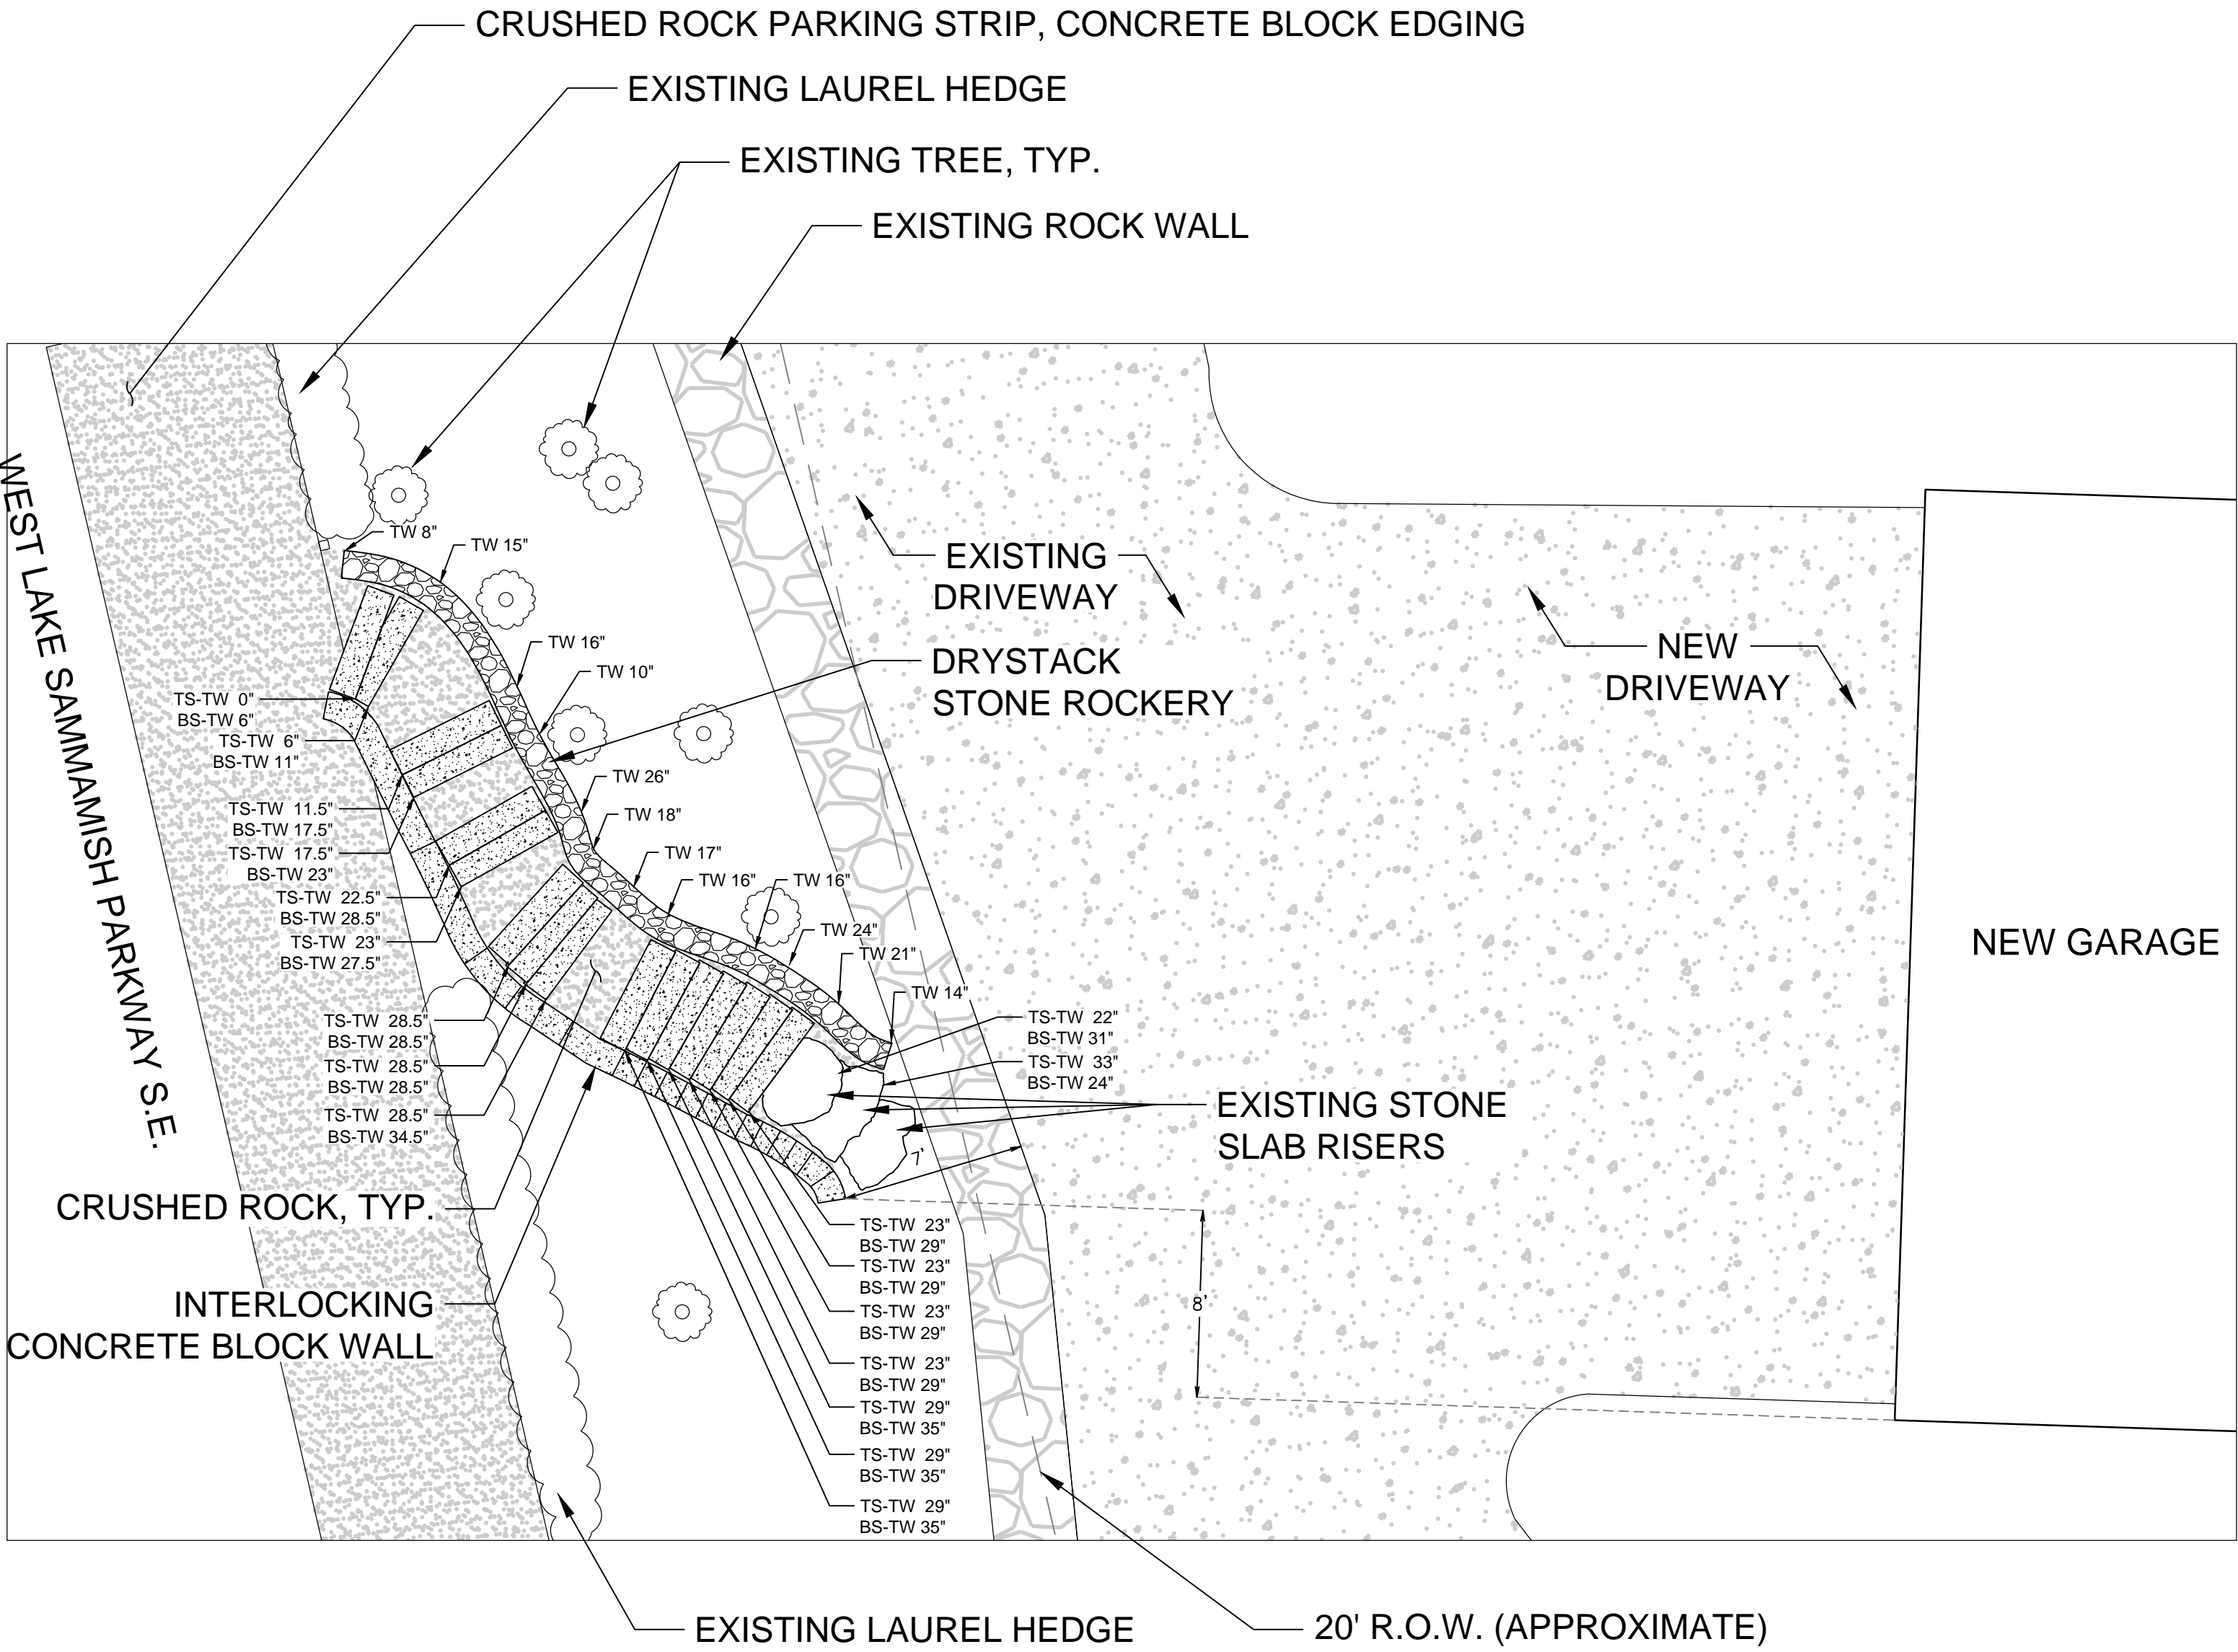 CRUSHED ROCK PARKING STRIP, CONCRETE BLOCK EDGING
EXISTING LAUREL HEDGE
EXISTING TREE, TYP.
EXISTING ROCK WALL
WEST LAKE SAMMAMISH PARKWAY S.E.
TW 8"
TW 15"
TW 16"
TW 10"
TW 26"
TW 18"
TW 17"
TW 16"
TW 16"
TW 24"
TW 21"
TW 14"
EXISTING
DRIVEWAY
DRYSTACK
STONE ROCKERY
NEW
DRIVEWAY
NEW GARAGE
TS-TW 0"
BS-TW 6"
TS-TW 6"
BS-TW 11"
TS-TW 11.5"
BS-TW 17.5"
TS-TW 17.5"
BS-TW 23"
TS-TW 22.5"
BS-TW 28.5"
TS-TW 23"
BS-TW 27.5"
TS-TW 28.5"
BS-TW 28.5"
TS-TW 28.5"
BS-TW 28.5"
TS-TW 28.5"
BS-TW 34.5"
TS-TW 22"
BS-TW 31"
TS-TW 33"
BS-TW 24"
EXISTING STONE
SLAB RISERS
7'
8'
CRUSHED ROCK, TYP.
INTERLOCKING
CONCRETE BLOCK WALL
TS-TW 23"
BS-TW 29"
TS-TW 23"
BS-TW 29"
TS-TW 23"
BS-TW 29"
TS-TW 23"
BS-TW 29"
TS-TW 29"
BS-TW 35"
TS-TW 29"
BS-TW 35"
TS-TW 29"
BS-TW 35"
EXISTING LAUREL HEDGE
20' R.O.W. (APPROXIMATE)